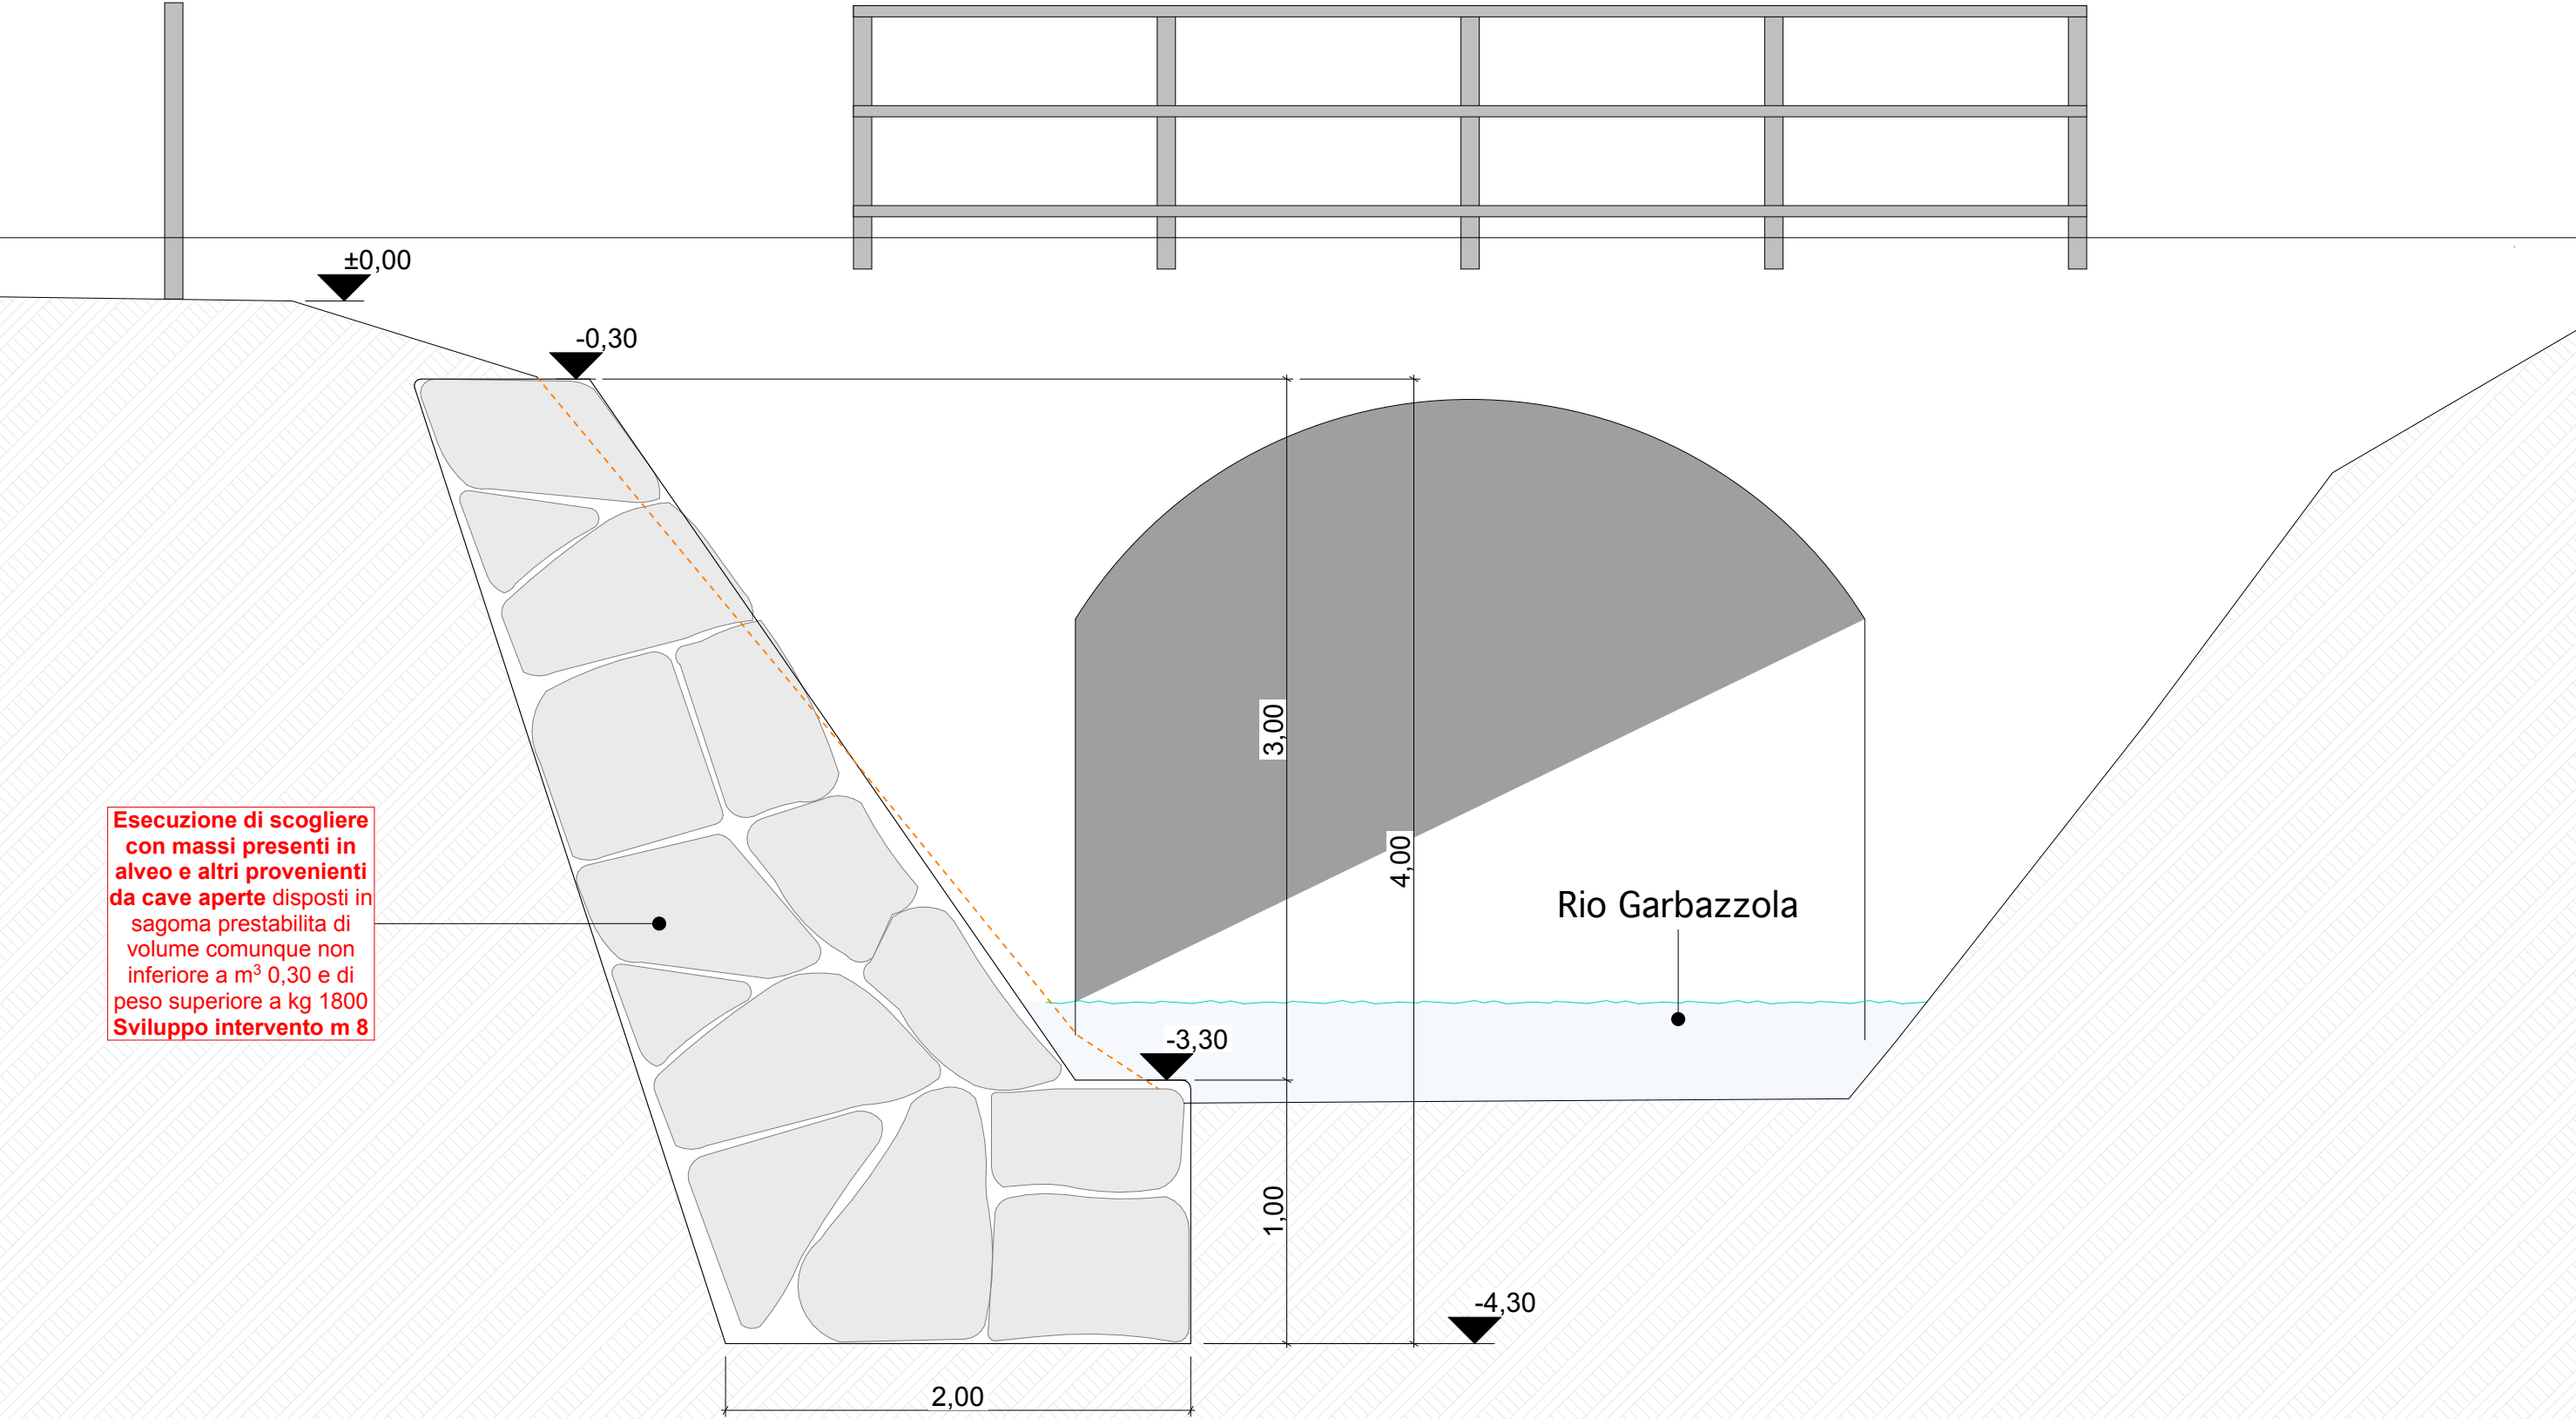 ±0,00
-0,30
3,00
4,00
Esecuzione di scogliere
con massi presenti in
alveo e altri provenienti
da cave aperte disposti in
sagoma prestabilita di
volume comunque non
inferiore a m³ 0,30 e di
peso superiore a kg 1800
Sviluppo intervento m 8
Rio Garbazzola
-3,30
1,00
-4,30
2,00